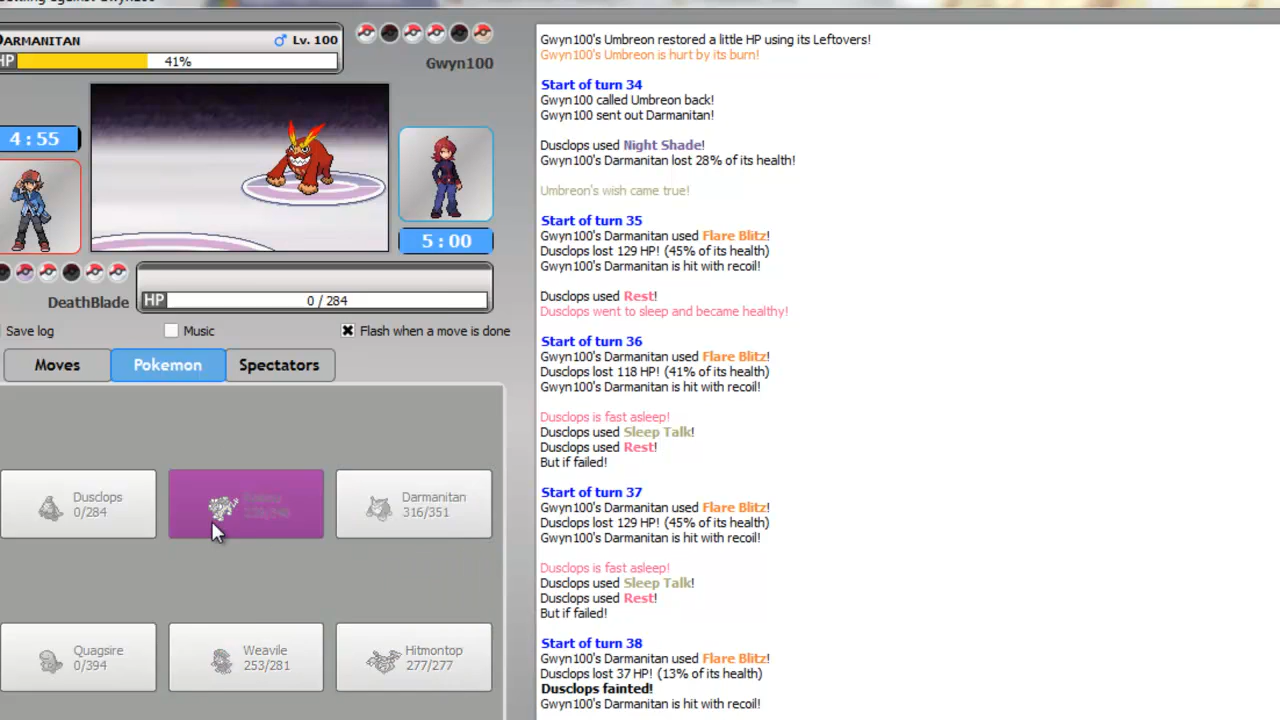 DARMANITAN ♂ Lv. 100
HP 41%
Gwyn100
4:55
5:00
DeathBlade
HP 0 / 284
Save log
Music
Flash when a move is done
Moves
Pokemon
Spectators
Dusclops
0/284
Darmanitan
316/351
Quagsire
0/394
Weavile
253/281
Hitmontop
277/277
Gwyn100's Umbreon restored a little HP using its Leftovers!
Gwyn100's Umbreon is hurt by its burn!
Start of turn 34
Gwyn100 called Umbreon back!
Gwyn100 sent out Darmanitan!
Dusclops used Night Shade!
Gwyn100's Darmanitan lost 28% of its health!
Umbreon's wish came true!
Start of turn 35
Gwyn100's Darmanitan used Flare Blitz!
Dusclops lost 129 HP! (45% of its health)
Gwyn100's Darmanitan is hit with recoil!
Dusclops used Rest!
Dusclops went to sleep and became healthy!
Start of turn 36
Gwyn100's Darmanitan used Flare Blitz!
Dusclops lost 118 HP! (41% of its health)
Gwyn100's Darmanitan is hit with recoil!
Dusclops is fast asleep!
Dusclops used Sleep Talk!
Dusclops used Rest!
But if failed!
Start of turn 37
Gwyn100's Darmanitan used Flare Blitz!
Dusclops lost 129 HP! (45% of its health)
Gwyn100's Darmanitan is hit with recoil!
Dusclops is fast asleep!
Dusclops used Sleep Talk!
Dusclops used Rest!
But if failed!
Start of turn 38
Gwyn100's Darmanitan used Flare Blitz!
Dusclops lost 37 HP! (13% of its health)
Dusclops fainted!
Gwyn100's Darmanitan is hit with recoil!